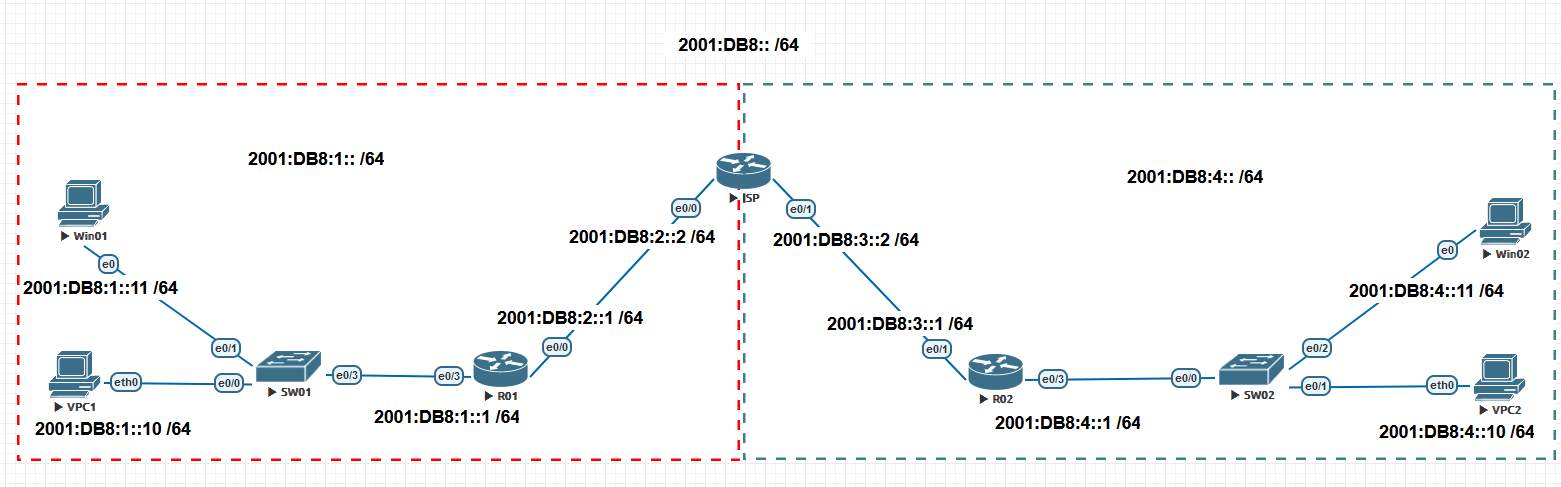 2001:DB8:: /64
2001:DB8:1:: /64
2001:DB8:4:: /64
ISP
e0/0
e0/1
Win01
2001:DB8:2::2 /64
2001:DB8:3::2 /64
e0
Win02
e0
2001:DB8:1::11 /64
2001:DB8:4::11 /64
2001:DB8:2::1 /64
2001:DB8:3::1 /64
e0/1
e0/0
e0/1
e0/2
eth0
e0/0
e0/3
e0/3
e0/3
e0/0
e0/1
eth0
SW01
R01
R02
SW02
VPC1
VPC2
2001:DB8:1::1 /64
2001:DB8:4::1 /64
2001:DB8:1::10 /64
2001:DB8:4::10 /64